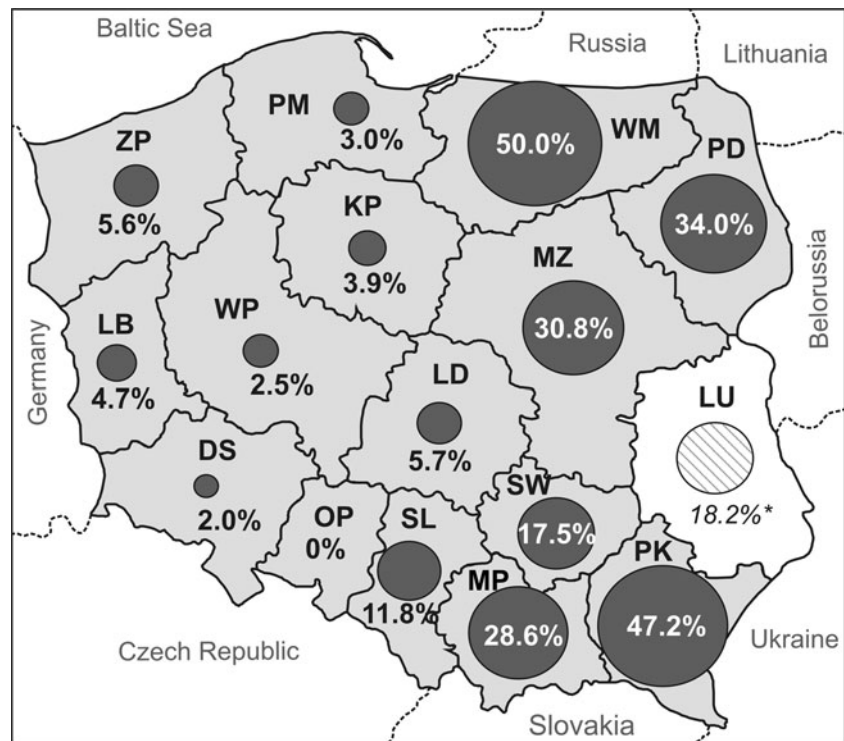 Baltic Sea
Russia
Lithuania
PM
3.0%
ZP
5.6%
50.0%
WM
PD
34.0%
KP
3.9%
MZ
30.8%
Belorussia
Germany
LB
4.7%
WP
2.5%
LD
5.7%
LU
18.2%*
DS
2.0%
OP
0%
SL
11.8%
SW
17.5%
MP
28.6%
PK
47.2%
Czech Republic
Ukraine
Slovakia